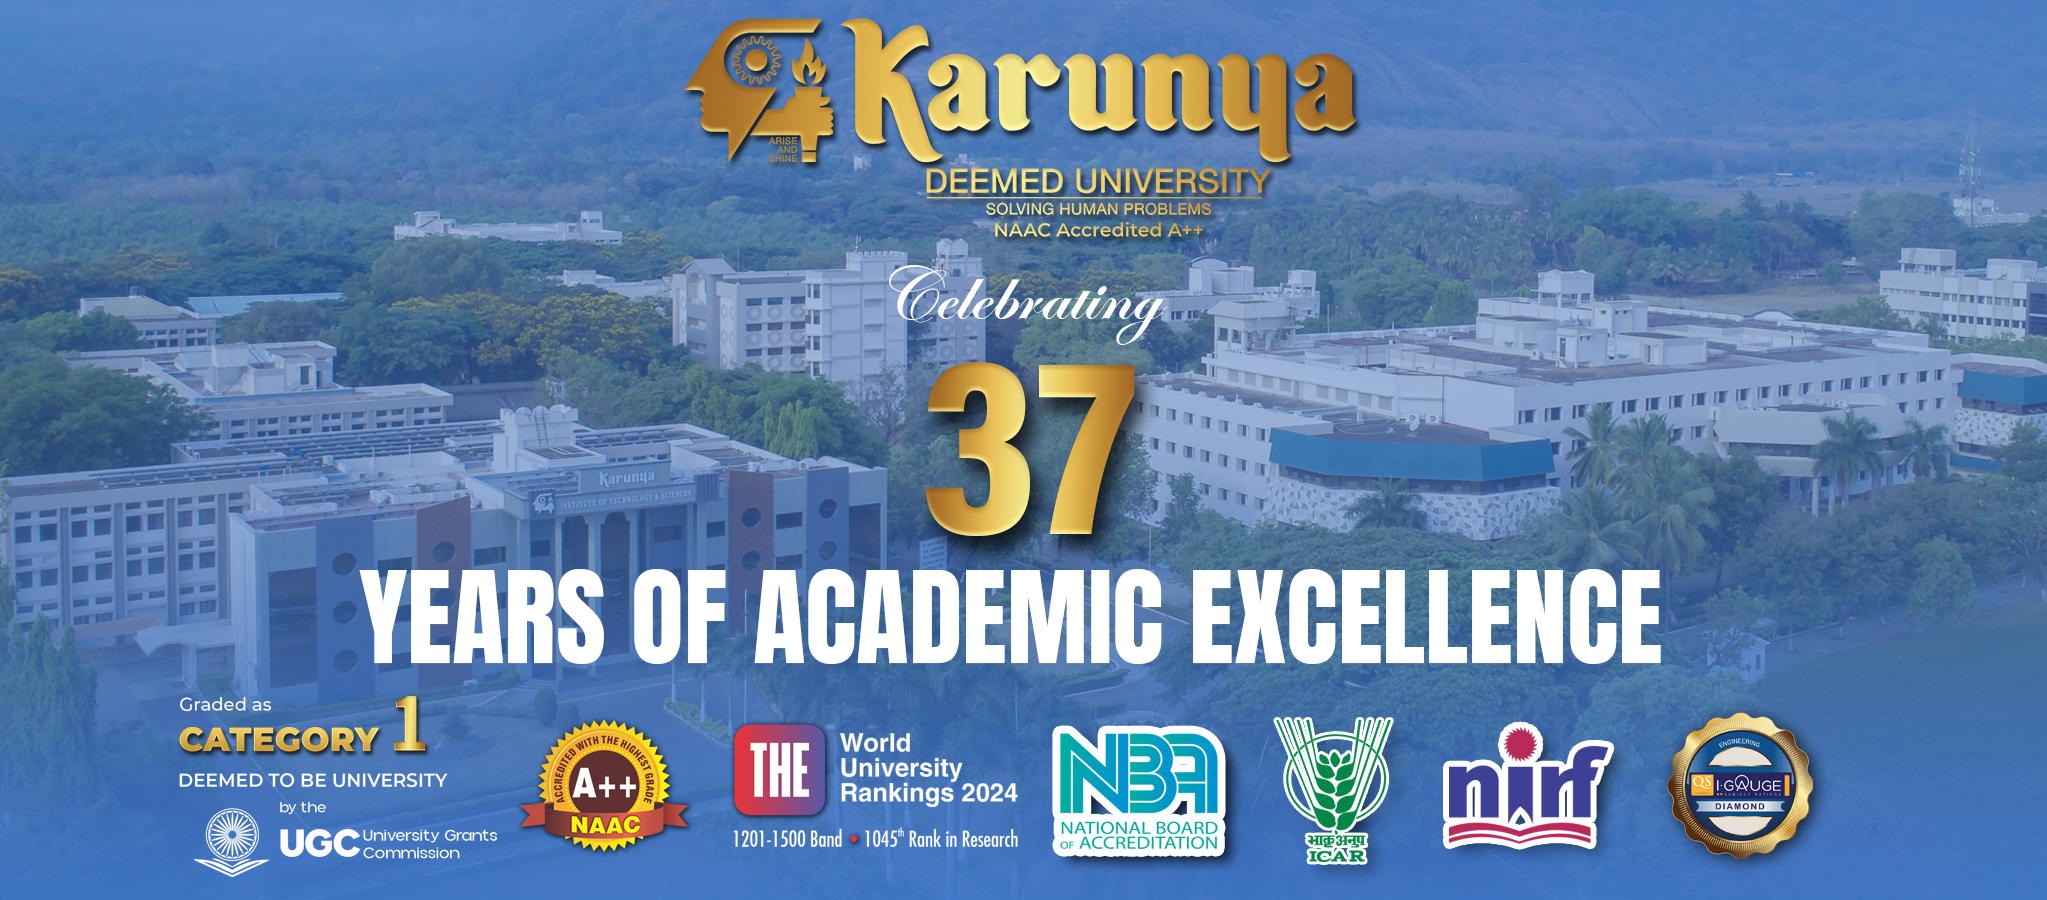 Karunya
ARISE
AND
SHINE
DEEMED UNIVERSITY
SOLVING HUMAN PROBLEMS
NAAC Accredited A++
Celebrating
37
Karunya
INSTITUTE OF TECHNOLOGY & SCIENCES
YEARS OF ACADEMIC EXCELLENCE
Graded as
CATEGORY 1
DEEMED TO BE UNIVERSITY
by the
UGC University Grants
Commission
ACCREDITED WITH THE HIGHEST GRADE
A++
NAAC
THE
World
University
Rankings 2024
1201-1500 Band • 1045th Rank in Research
NBA
NATIONAL BOARD
OF ACCREDITATION
भाकृअनुप
ICAR
nirf
ENGINEERING
QS I·GAUGE
SUBJECT RATINGS
DIAMOND